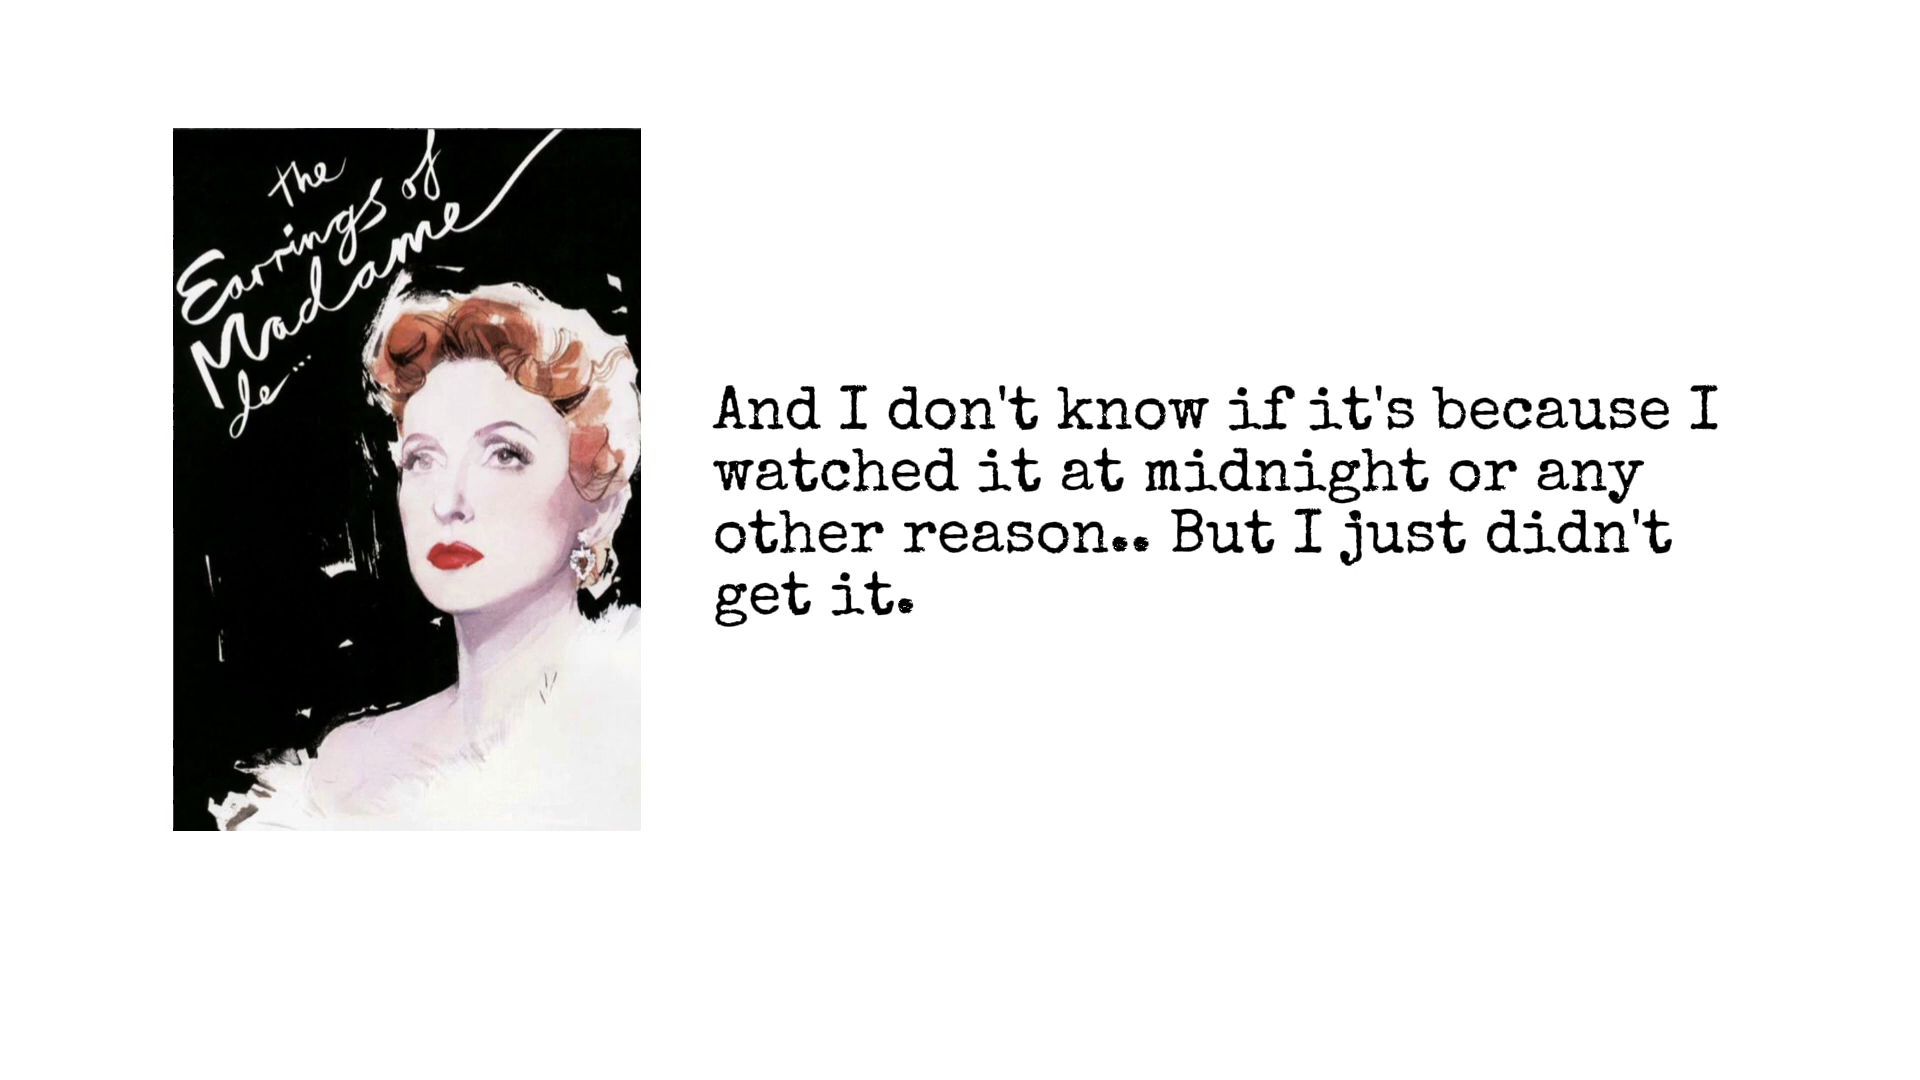 the
Earrings of
Madame
de...
And I don't know if it's because I
watched it at midnight or any
other reason.. But I just didn't
get it.